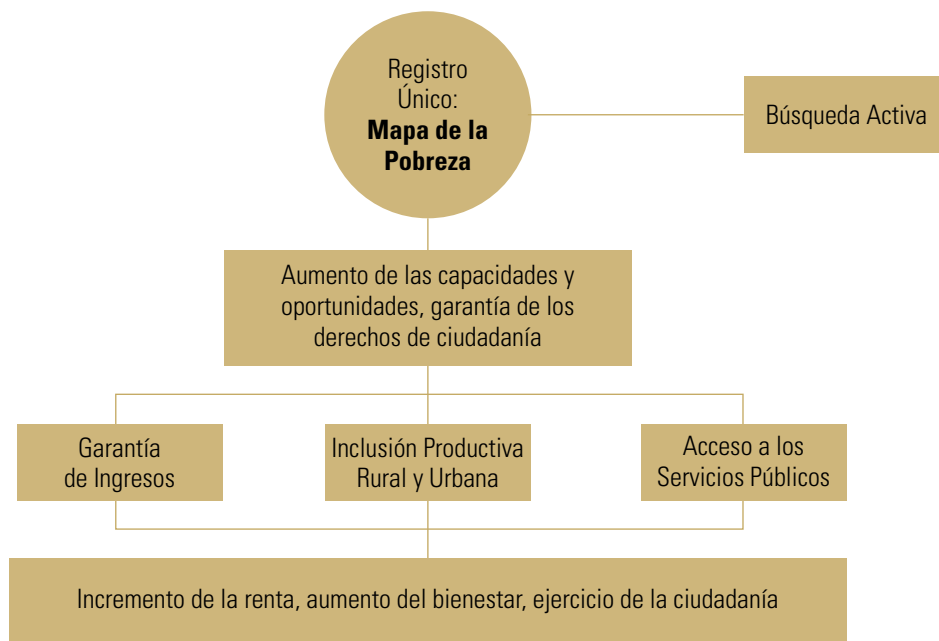 Registro
Único:
Mapa de la
Pobreza
Búsqueda Activa
Aumento de las capacidades y
oportunidades, garantía de los
derechos de ciudadanía
Garantía
de Ingresos
Inclusión Productiva
Rural y Urbana
Acceso a los
Servicios Públicos
Incremento de la renta, aumento del bienestar, ejercicio de la ciudadanía